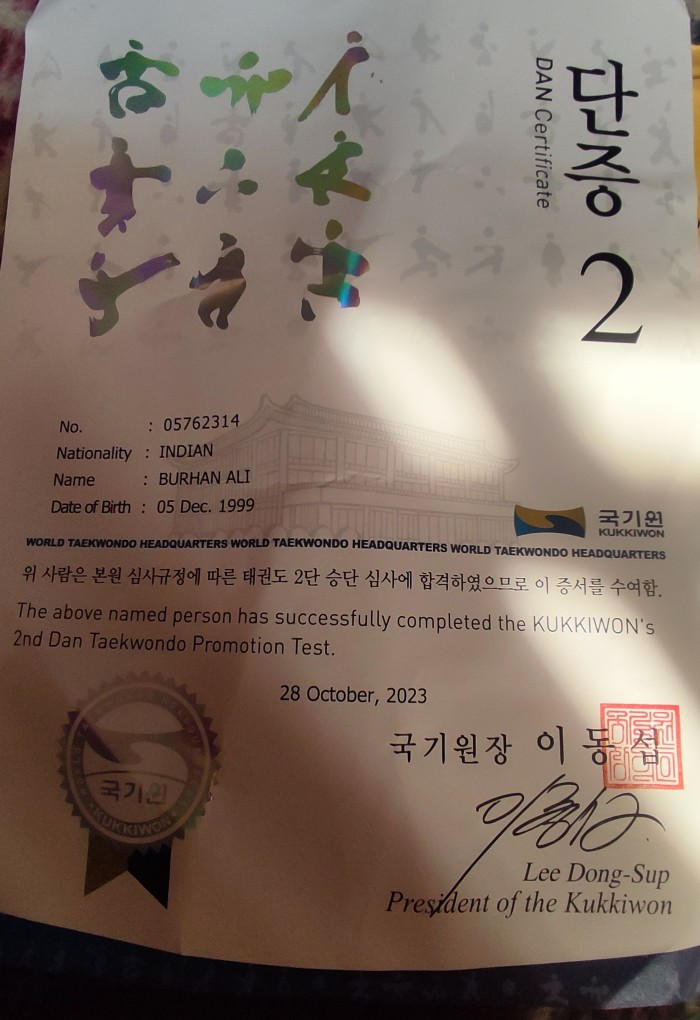 단증
DAN Certificate
2
No. : 05762314
Nationality : INDIAN
Name : BURHAN ALI
Date of Birth : 05 Dec. 1999
국기원
KUKKIWON
WORLD TAEKWONDO HEADQUARTERS WORLD TAEKWONDO HEADQUARTERS WORLD TAEKWONDO HEADQUARTERS
위 사람은 본원 심사규정에 따른 태권도 2단 승단 심사에 합격하였으므로 이 증서를 수여함.
The above named person has successfully completed the KUKKIWON's
2nd Dan Taekwondo Promotion Test.
28 October, 2023
국기원장 이동섭
국기원
KUKKIWON
Lee Dong-Sup
President of the Kukkiwon